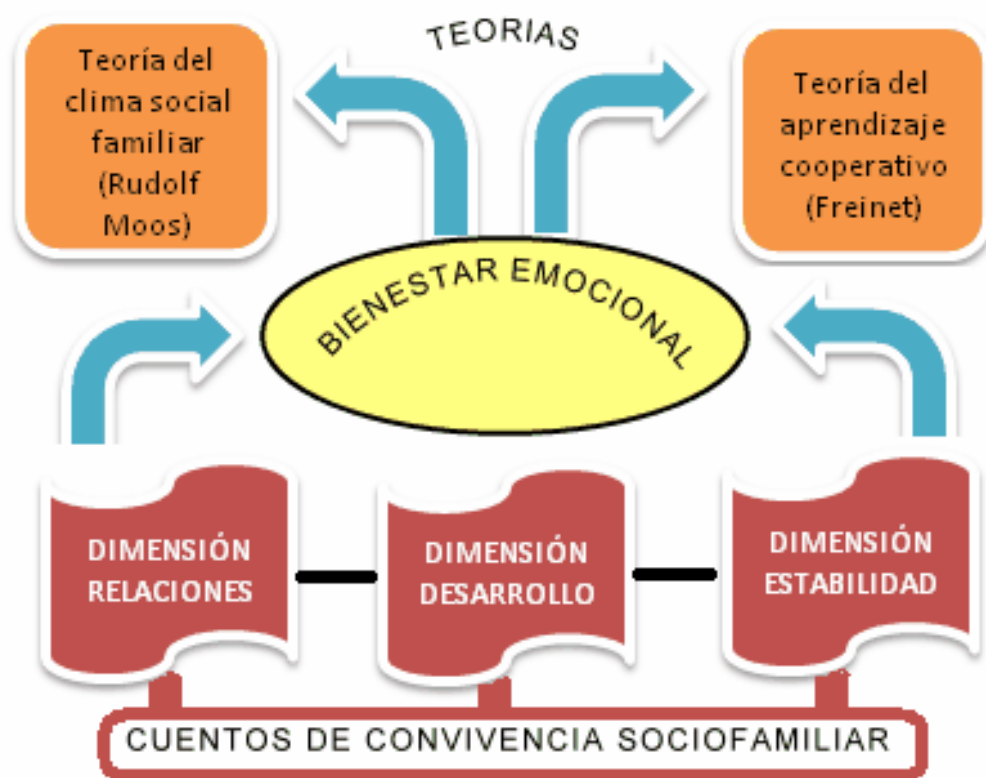 TEORIAS
Teoría del
clima social
familiar
(Rudolf
Moos)
Teoría del
aprendizaje
cooperativo
(Freinet)
BIENESTAR EMOCIONAL
DIMENSIÓN
RELACIONES
DIMENSIÓN
DESARROLLO
DIMENSIÓN
ESTABILIDAD
CUENTOS DE CONVIVENCIA SOCIOFAMILIAR